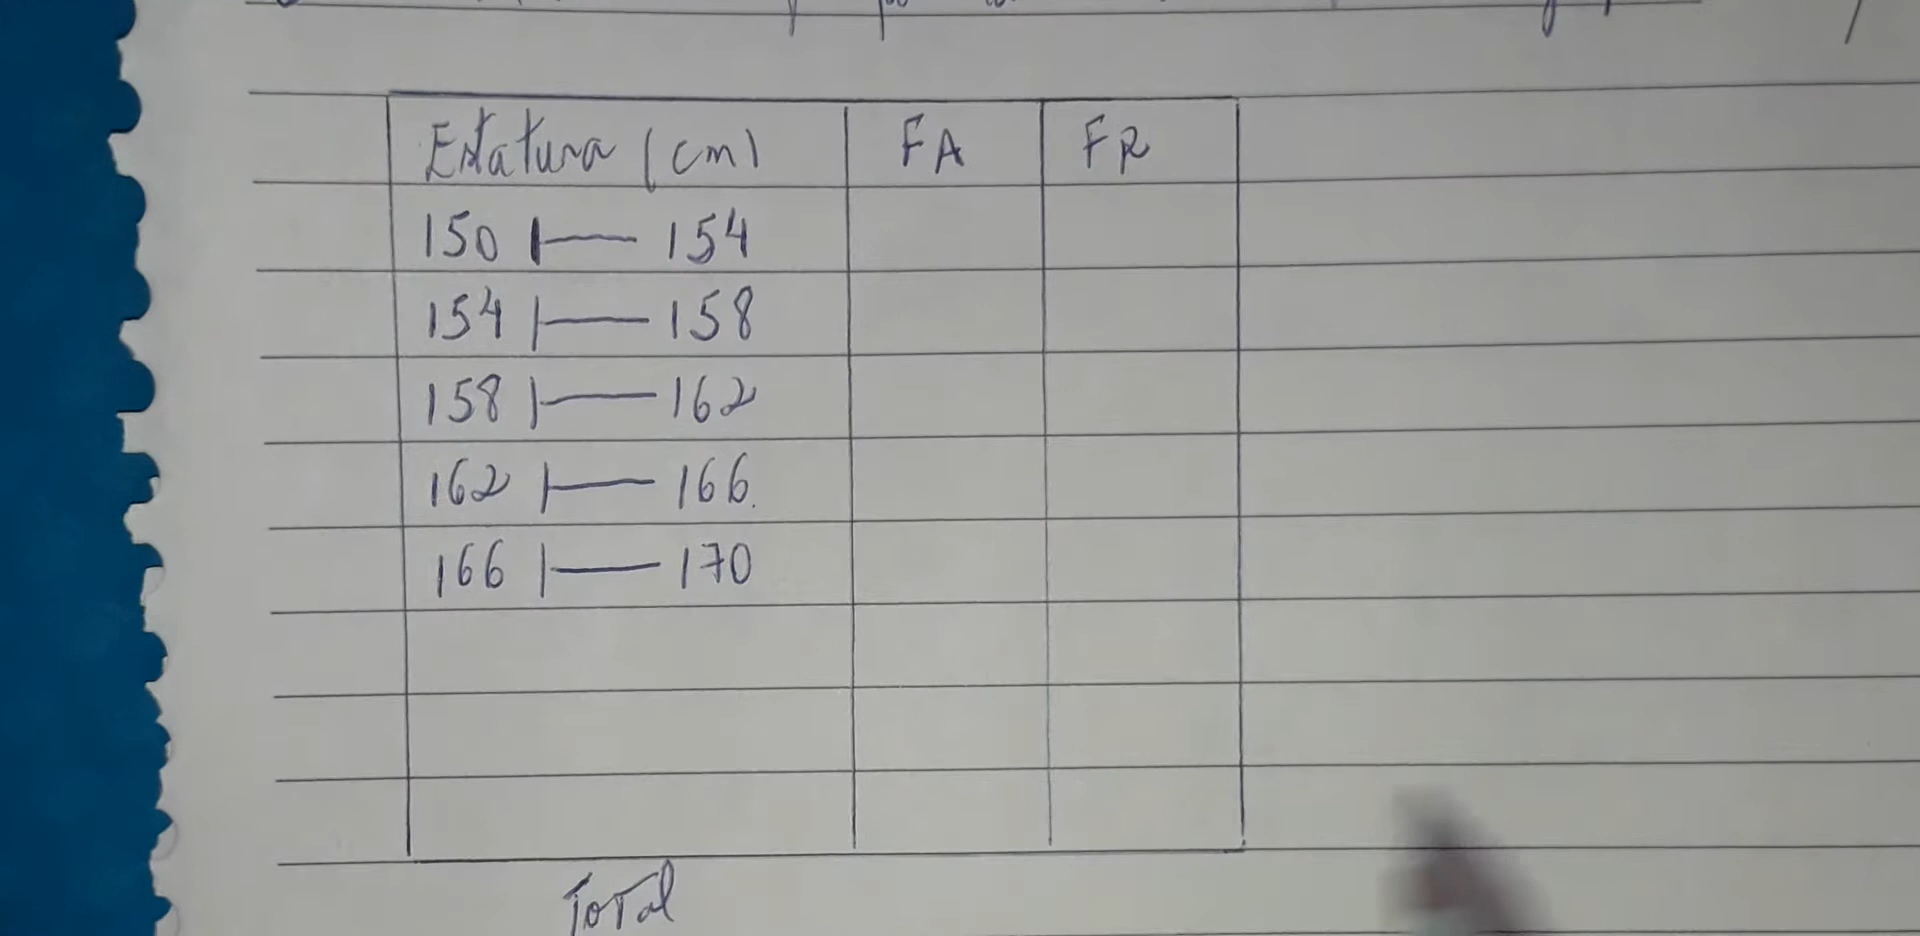 Estatura (cm) FA FR
150 |— 154
154 |— 158
158 |— 162
162 |— 166.
166 |— 170
Total